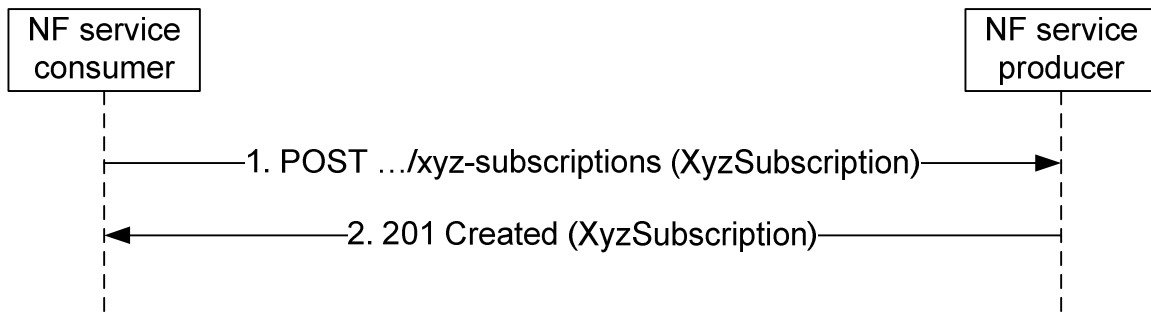 NF service
consumer
NF service
producer
1. POST …/xyz-subscriptions (XyzSubscription)
2. 201 Created (XyzSubscription)